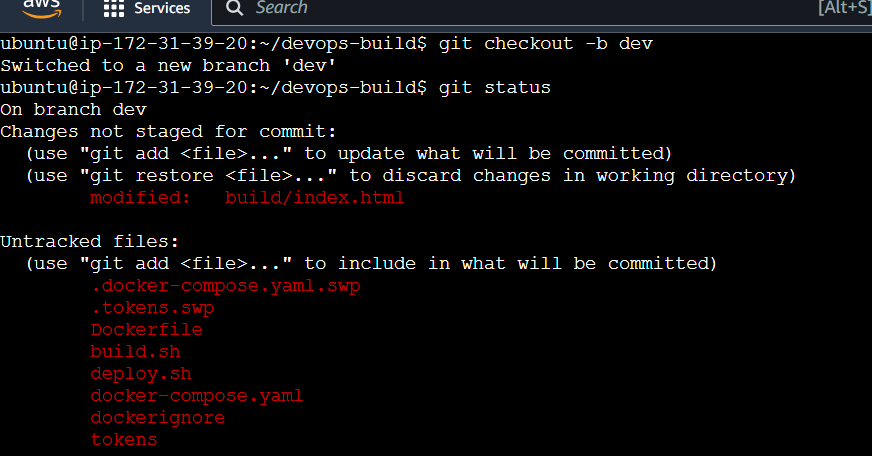 aws Services Search [Alt+S]
ubuntu@ip-172-31-39-20:~/devops-build$ git checkout -b dev
Switched to a new branch 'dev'
ubuntu@ip-172-31-39-20:~/devops-build$ git status
On branch dev
Changes not staged for commit:
  (use "git add <file>..." to update what will be committed)
  (use "git restore <file>..." to discard changes in working directory)
        modified:   build/index.html

Untracked files:
  (use "git add <file>..." to include in what will be committed)
        .docker-compose.yaml.swp
        .tokens.swp
        Dockerfile
        build.sh
        deploy.sh
        docker-compose.yaml
        dockerignore
        tokens